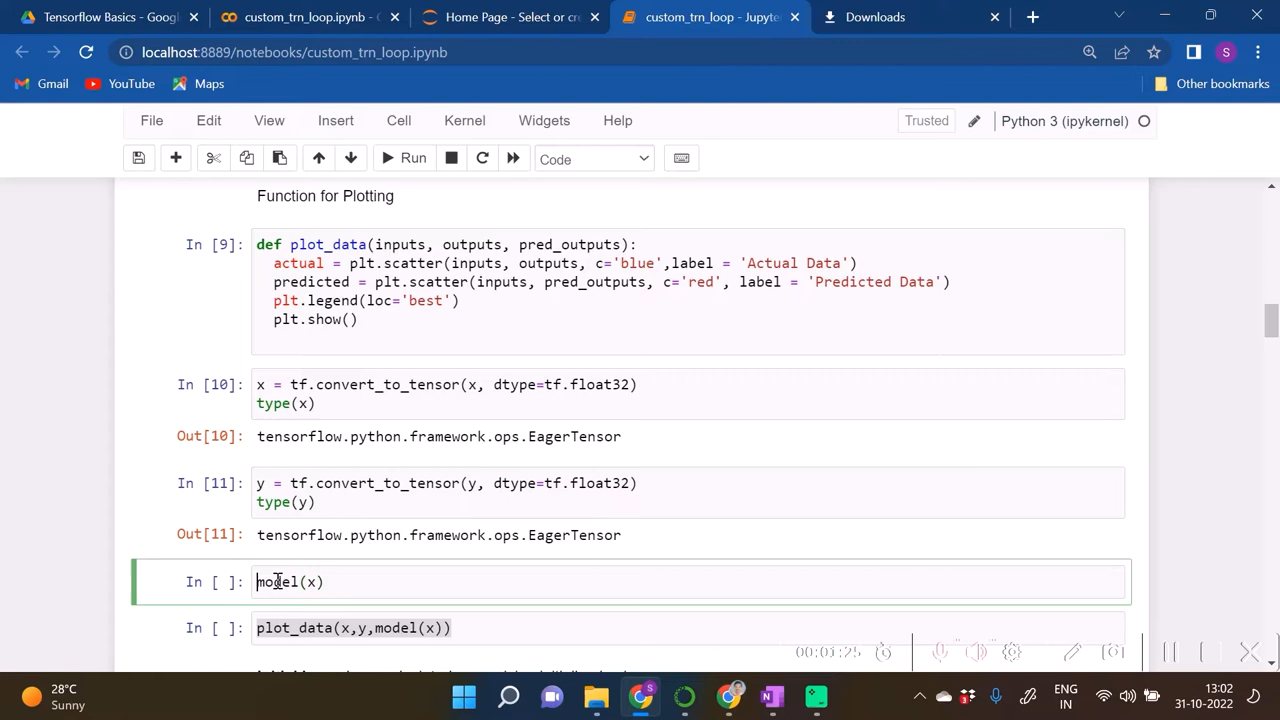 Tensorflow Basics - Googl
custom_trn_loop.ipynb - C
Home Page - Select or cre
custom_trn_loop - Jupyte
Downloads
localhost:8889/notebooks/custom_trn_loop.ipynb
S
Gmail
YouTube
Maps
Other bookmarks
File
Edit
View
Insert
Cell
Kernel
Widgets
Help
Trusted
Python 3 (ipykernel)
Run
Code
Function for Plotting
In [9]:
def plot_data(inputs, outputs, pred_outputs):
actual = plt.scatter(inputs, outputs, c='blue',label = 'Actual Data')
predicted = plt.scatter(inputs, pred_outputs, c='red', label = 'Predicted Data')
plt.legend(loc='best')
plt.show()
In [10]:
x = tf.convert_to_tensor(x, dtype=tf.float32)
type(x)
Out[10]:
tensorflow.python.framework.ops.EagerTensor
In [11]:
y = tf.convert_to_tensor(y, dtype=tf.float32)
type(y)
Out[11]:
tensorflow.python.framework.ops.EagerTensor
In [ ]:
model(x)
In [ ]:
plot_data(x,y,model(x))
00:01:25
28°C
Sunny
ENG
IN
13:02
31-10-2022